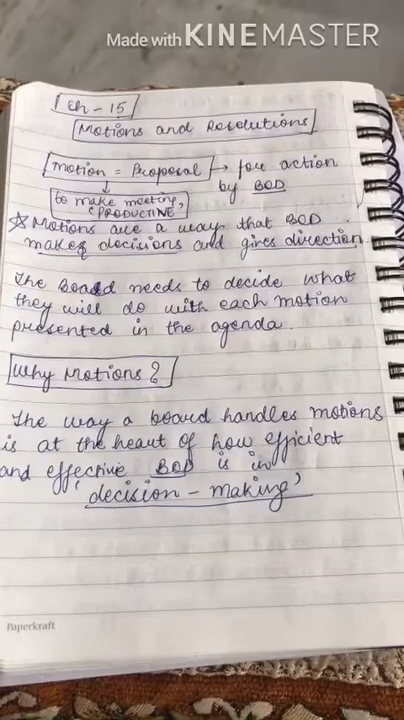 Made with KINEMASTER
Ch - 15
Motions and Resolutions
Motion = Proposal → for action
by BOD
↓
to make meeting,
PRODUCTIVE
* Motions are a way that BOD
makes decisions and gives direction.
The Board needs to decide what
they will do with each motion
presented in the agenda.
Why Motions?
The way a board handles motions
is at the heart of how efficient
and effective BOD is in
'decision - making'
Paperkraft